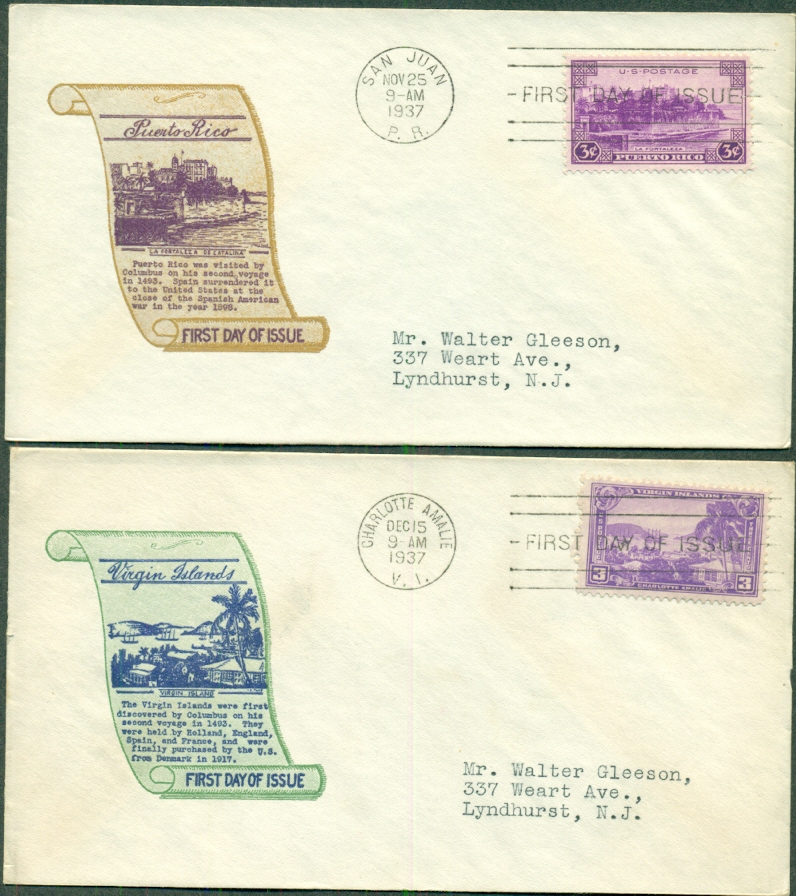 SAN JUAN
NOV 25
9-AM
1937
P. R.
FIRST DAY OF ISSUE
U·S·POSTAGE
LA FORTALEZA
3¢ PUERTO RICO 3¢
Puerto Rico
LA FORTALEZA DE CATALINA
Puerto Rico was visited by
Columbus on his second voyage
in 1493. Spain surrendered it
to the United States at the
close of the Spanish American
war in the year 1898.
FIRST DAY OF ISSUE
Mr. Walter Gleeson,
337 Weart Ave.,
Lyndhurst, N.J.
CHARLOTTE AMALIE
DEC 15
9-AM
1937
V. I.
FIRST DAY OF ISSUE
VIRGIN ISLANDS
3 CHARLOTTE AMALIE 3
Virgin Islands
VIRGIN ISLAND
The Virgin Islands were first
discovered by Columbus on his
second voyage in 1493. They
were held by Holland, England,
Spain, and France, and were
finally purchased by the U.S.
from Denmark in 1917.
FIRST DAY OF ISSUE
Mr. Walter Gleeson,
337 Weart Ave.,
Lyndhurst, N.J.